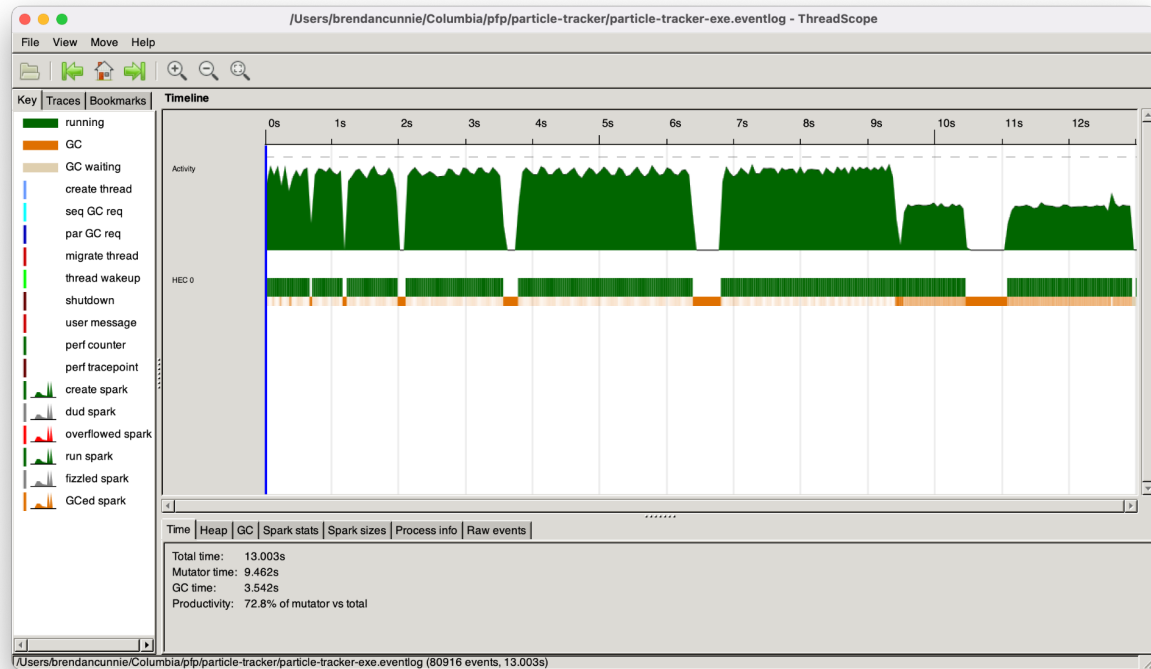 /Users/brendancunnie/Columbia/pfp/particle-tracker/particle-tracker-exe.eventlog - ThreadScope
File View Move Help
Key Traces Bookmarks
running
GC
GC waiting
create thread
seq GC req
par GC req
migrate thread
thread wakeup
shutdown
user message
perf counter
perf tracepoint
create spark
dud spark
overflowed spark
run spark
fizzled spark
GCed spark
Timeline
0s 1s 2s 3s 4s 5s 6s 7s 8s 9s 10s 11s 12s
Activity
HEC 0
Time Heap GC Spark stats Spark sizes Process info Raw events
Total time: 13.003s
Mutator time: 9.462s
GC time: 3.542s
Productivity: 72.8% of mutator vs total
/Users/brendancunnie/Columbia/pfp/particle-tracker/particle-tracker-exe.eventlog (80916 events, 13.003s)